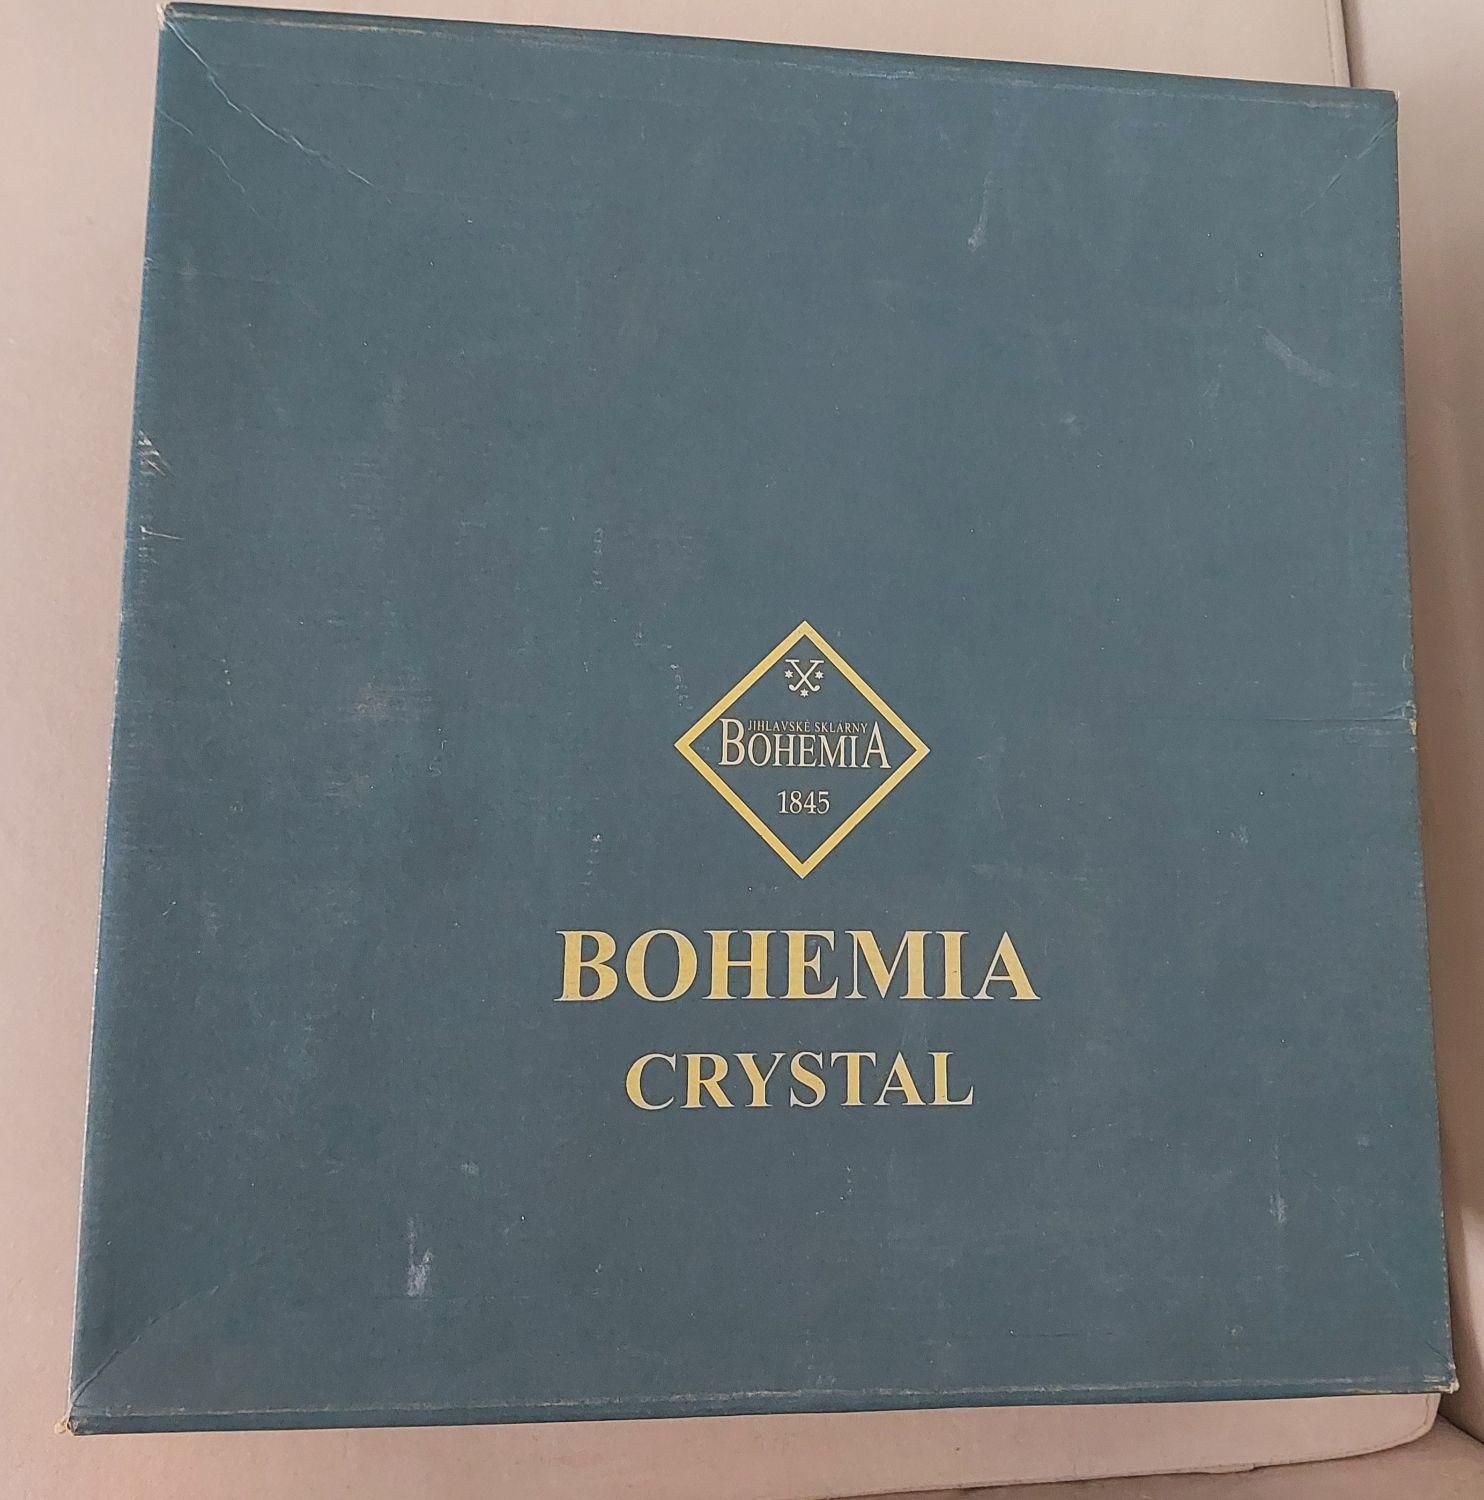 JIHLAVSKÉ SKLÁRNY
BOHEMIA
1845
BOHEMIA
CRYSTAL